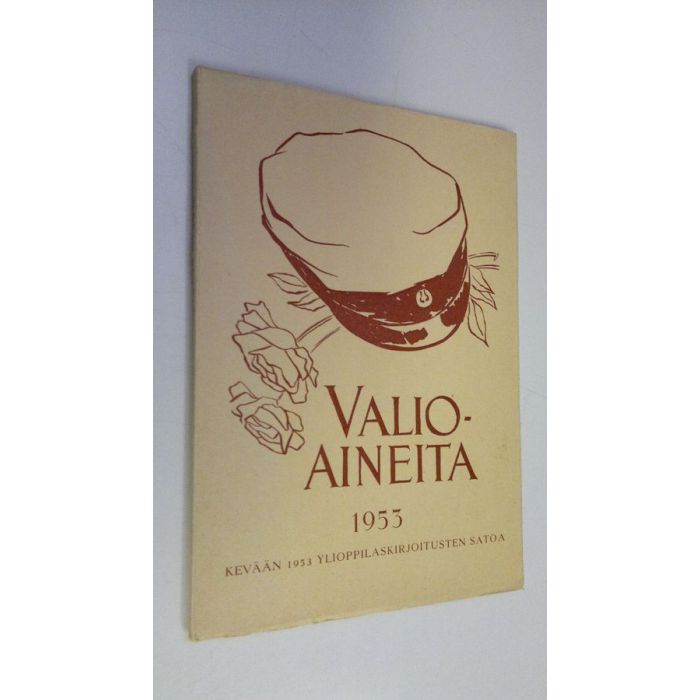 VALIO-
AINEITA
1953
KEVÄÄN 1953 YLIOPPILASKIRJOITUSTEN SATOA